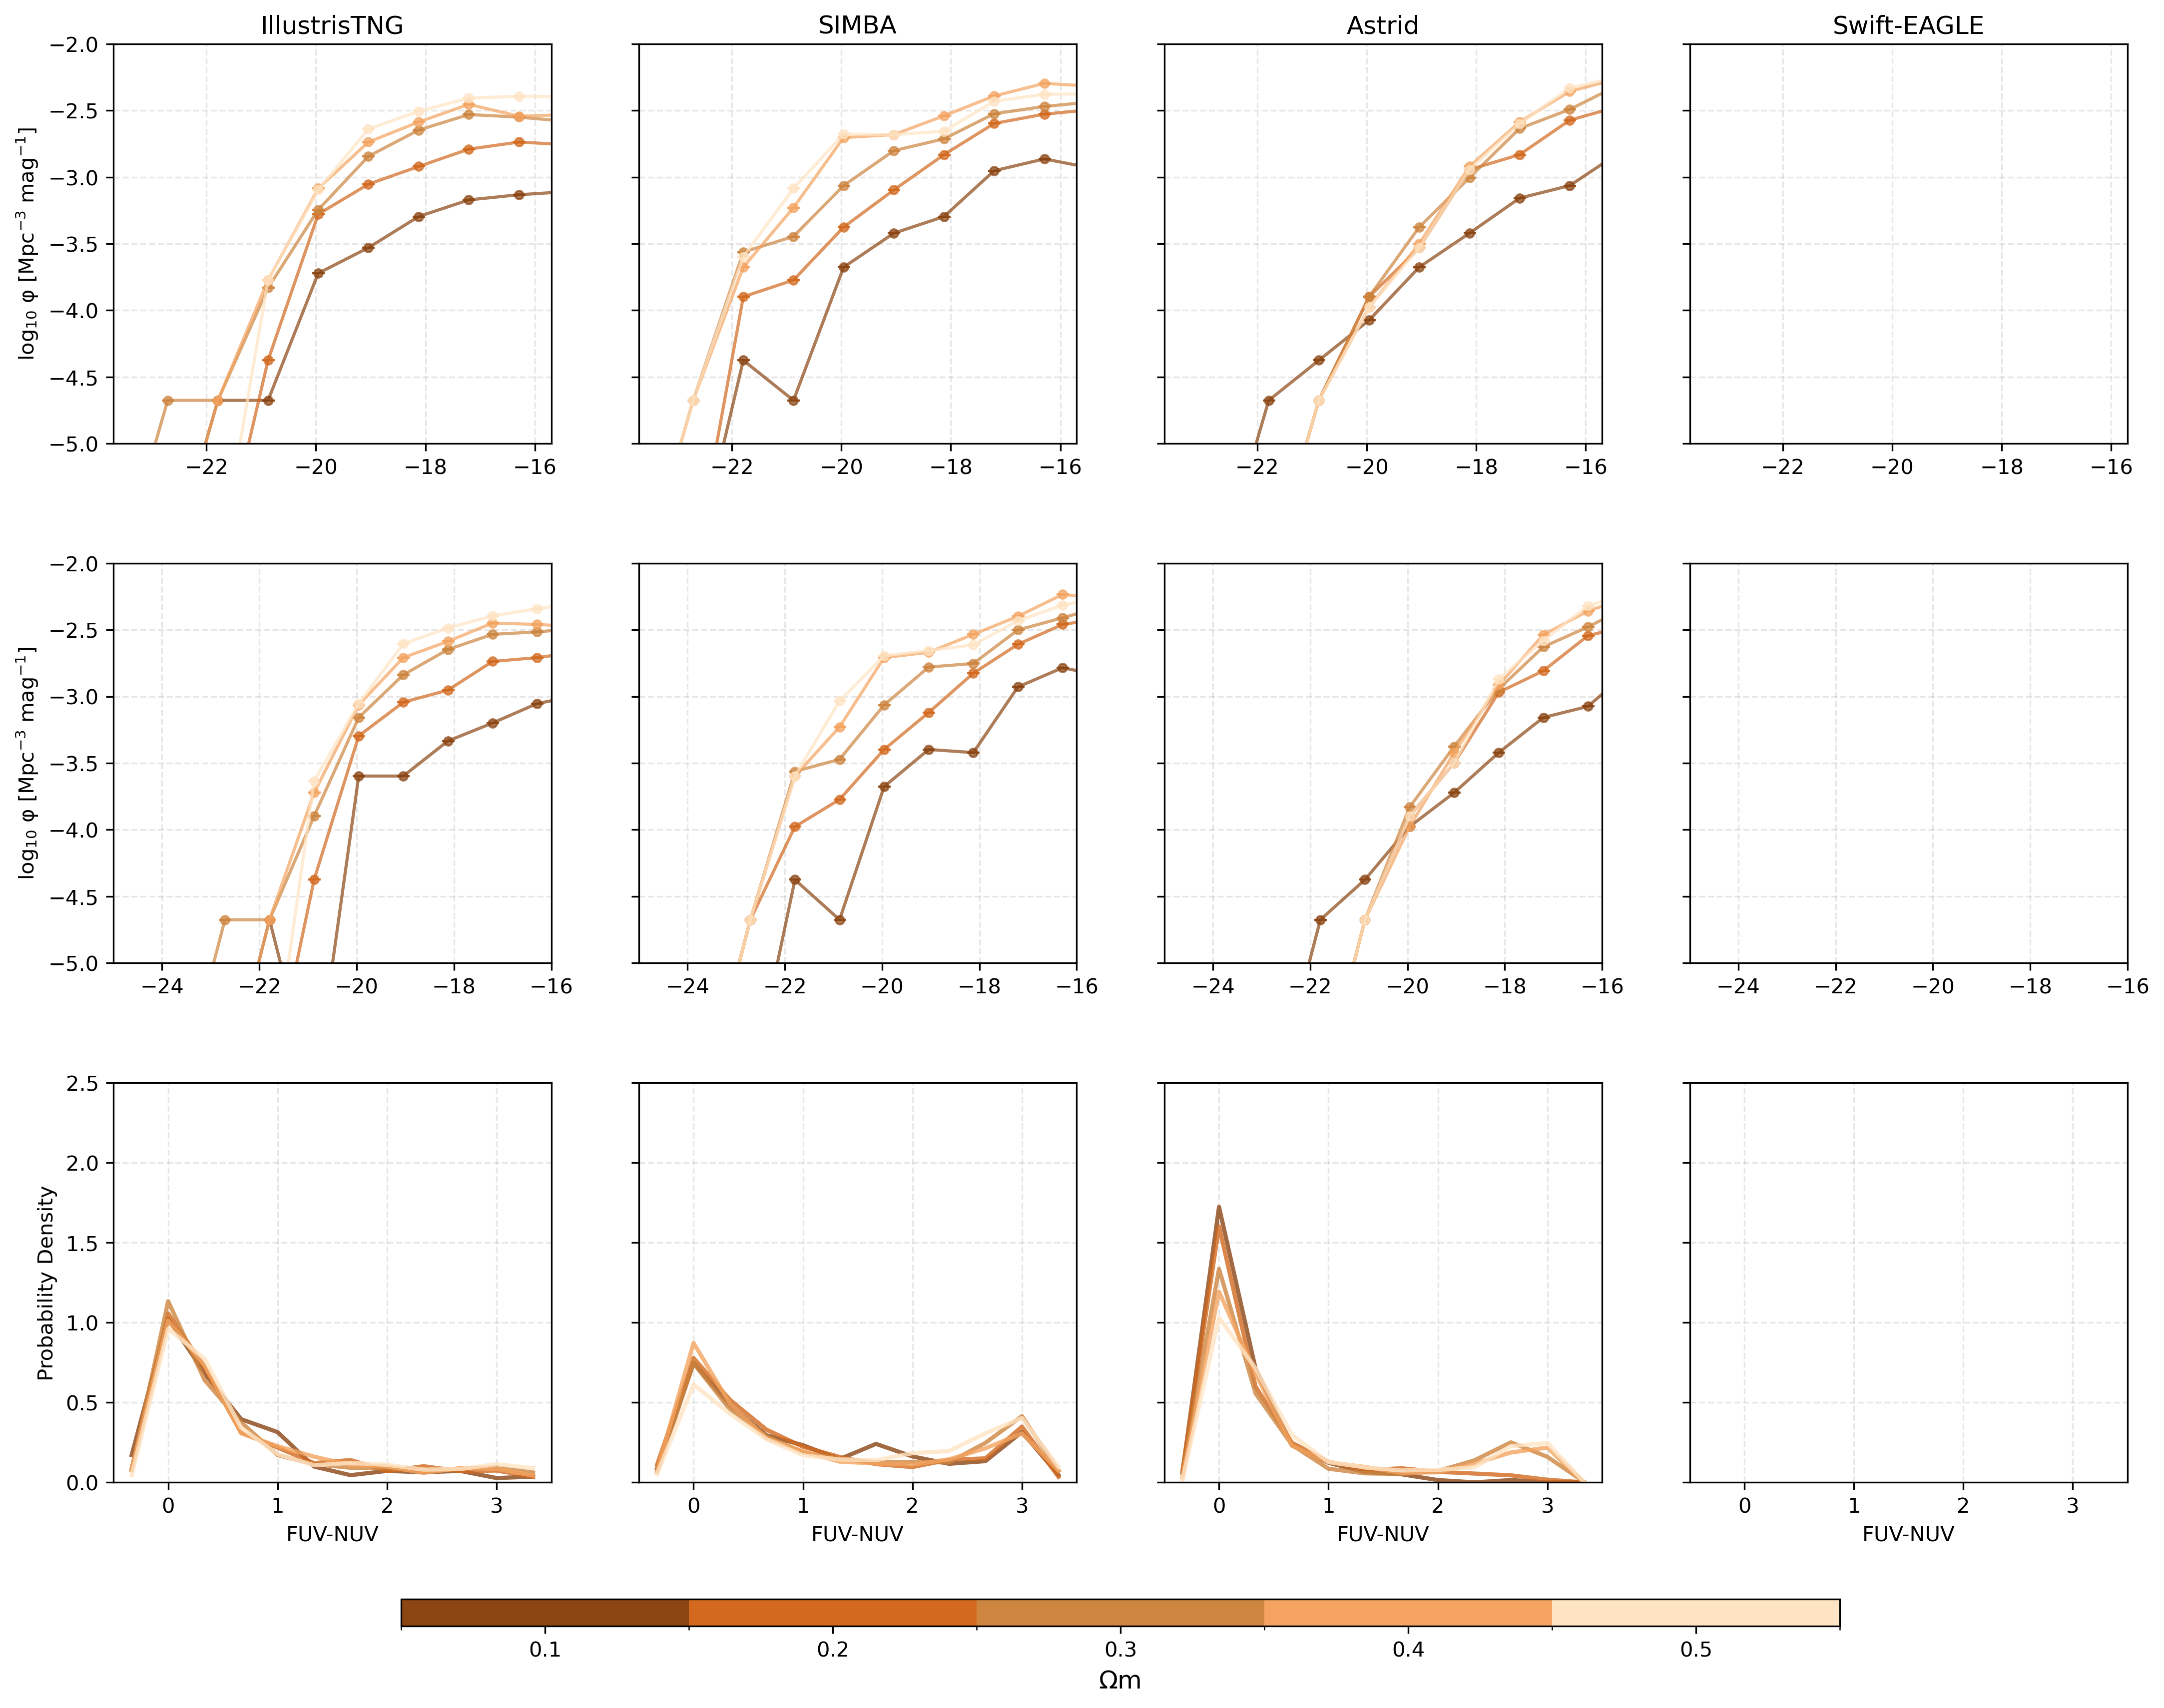 IllustrisTNG SIMBA Astrid Swift-EAGLE
−2.0
−2.5
−3.0
−3.5
−4.0
−4.5
−5.0
log₁₀ φ [Mpc⁻³ mag⁻¹]
−22 −20 −18 −16 −22 −20 −18 −16 −22 −20 −18 −16 −22 −20 −18 −16
−2.0
−2.5
−3.0
−3.5
−4.0
−4.5
−5.0
log₁₀ φ [Mpc⁻³ mag⁻¹]
−24 −22 −20 −18 −16 −24 −22 −20 −18 −16 −24 −22 −20 −18 −16 −24 −22 −20 −18 −16
2.5
2.0
1.5
1.0
0.5
0.0
Probability Density
0 1 2 3 0 1 2 3 0 1 2 3 0 1 2 3
FUV-NUV FUV-NUV FUV-NUV FUV-NUV
0.1 0.2 0.3 0.4 0.5
Ωm